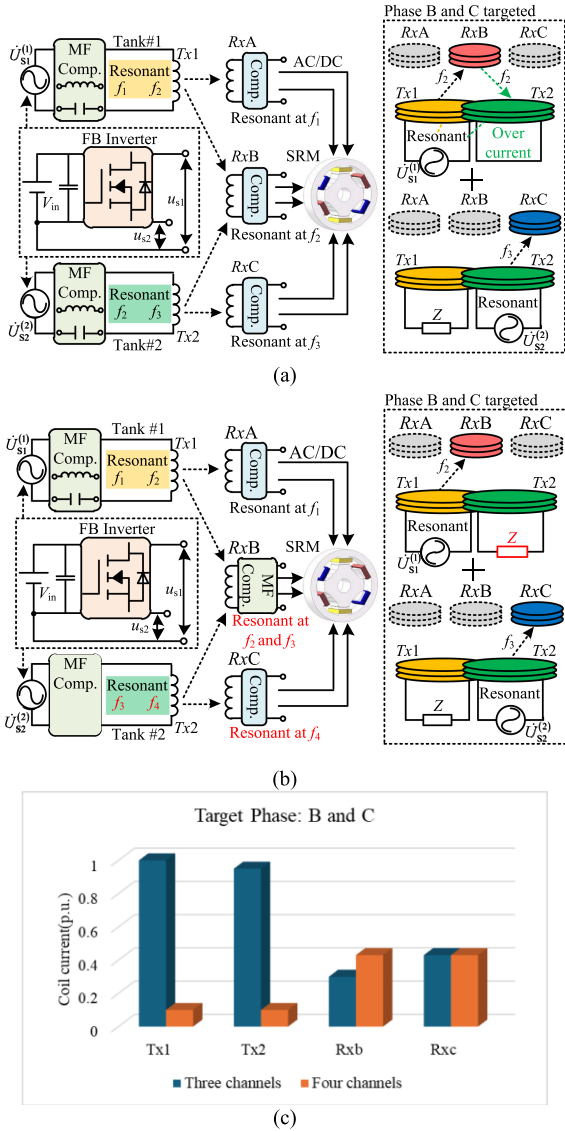 U̇S1(1)
MF
Comp.
Tank#1
Tx1
Resonant
f1 f2
RxA
Comp.
AC/DC
Resonant at f1
FB Inverter
Vin
us1
us2
RxB
Comp.
SRM
Resonant at f2
U̇S2(2)
MF
Comp.
Resonant
f2 f3
Tx2
Tank#2
RxC
Comp.
Resonant at f3
Phase B and C targeted
RxA RxB RxC
f2 f2
Tx1 Tx2
Resonant
Over
current
U̇S1(1)
RxA RxB RxC
f3
Tx1 Tx2
Z
Resonant
U̇S2(2)
(a)
U̇S1(1)
MF
Comp.
Tank #1
Tx1
Resonant
f1 f2
RxA
Comp.
AC/DC
Resonant at f1
FB Inverter
Vin
us1
us2
RxB
Comp.
MF
SRM
Resonant at
f2 and f3
U̇S2(2)
MF
Comp.
Resonant
f3 f4
Tx2
Tank #2
RxC
Comp.
Resonant at f4
Phase B and C targeted
RxA RxB RxC
f2
Tx1 Tx2
Resonant
Z
U̇S1(1)
RxA RxB RxC
f3
Tx1 Tx2
Z
Resonant
U̇S2(2)
(b)
Target Phase: B and C
Coil current(p.u.)
1
0.8
0.6
0.4
0.2
0
Tx1 Tx2 Rxb Rxc
Three channels Four channels
(c)